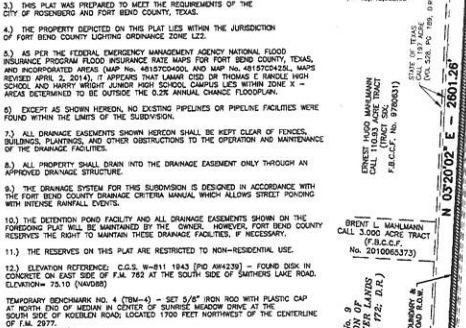 3.) THIS PLAT WAS PREPARED TO MEET THE REQUIREMENTS OF THE
CITY OF ROSENBERG AND FORT BEND COUNTY, TEXAS.
4.) THE PROPERTY DEPICTED ON THIS PLAT LIES WITHIN THE JURISDICTION
OF FORT BEND COUNTY LIGHTING ORDINANCE ZONE LZ2.
5.) AS PER THE FEDERAL EMERGENCY MANAGEMENT AGENCY NATIONAL FLOOD
INSURANCE PROGRAM FLOOD INSURANCE RATE MAPS FOR FORT BEND COUNTY, TEXAS,
AND INCORPORATED AREAS (MAP No. 48157C0400L, AND MAP No. 48157C0425L, MAPS
REVISED APRIL 2, 2014), IT APPEARS THAT LAMAR CISD DR THOMAS E RANDLE HIGH
SCHOOL AND HARRY WRIGHT JUNIOR HIGH SCHOOL CAMPUS LIES WITHIN ZONE X –
AREAS DETERMINED TO BE OUTSIDE THE 0.2% ANNUAL CHANCE FLOODPLAIN.
6) EXCEPT AS SHOWN HEREON, NO EXISTING PIPELINES OR PIPELINE FACILITIES WERE
FOUND WITHIN THE LIMITS OF THE SUBDIVISION.
7.) ALL DRAINAGE EASEMENTS SHOWN HEREON SHALL BE KEPT CLEAR OF FENCES,
BUILDINGS, PLANTINGS, AND OTHER OBSTRUCTIONS TO THE OPERATION AND MAINTENANCE
OF THE DRAINAGE FACILITIES.
8.) ALL PROPERTY SHALL DRAIN INTO THE DRAINAGE EASEMENT ONLY THROUGH AN
APPROVED DRAINAGE STRUCTURE.
9.) THE DRAINAGE SYSTEM FOR THIS SUBDIVISION IS DESIGNED IN ACCORDANCE WITH
THE FORT BEND COUNTY DRAINAGE CRITERIA MANUAL WHICH ALLOWS STREET PONDING
WITH INTENSE RAINFALL EVENTS.
10.) THE DETENTION POND FACILITY AND ALL DRAINAGE EASEMENTS SHOWN ON THE
FOREGOING PLAT WILL BE MAINTAINED BY THE OWNER. HOWEVER, FORT BEND COUNTY
RESERVES THE RIGHT TO MAINTAIN THESE DRAINAGE FACILITIES, IF NECESSARY.
11.) THE RESERVES ON THIS PLAT ARE RESTRICTED TO NON-RESIDENTIAL USE.
12.) ELEVATION REFERENCE: C.G.S. W-811 1943 [PID AW4239) – FOUND DISK IN
CONCRETE ON EAST SIDE OF F.M. 762 AT THE SOUTH SIDE OF SMITHERS LAKE ROAD.
ELEVATION= 75.10 (NAVD88)
TEMPORARY BENCHMARK NO. 4 (TBM-4) – SET 5/8" IRON ROD WITH PLASTIC CAP
AT NORTH END OF MEDIAN IN CENTER OF SUNRISE MEADOW DRIVE AT THE
SOUTH SIDE OF KOEBLEN ROAD; LOCATED 1700 FEET NORTHWEST OF THE CENTERLINE
OF F.M. 2977.
STATE OF TEXAS
CALL 1.197 ACRE
(VOL. 528, PG. 789, D.R.
ERNEST HUGO MAHLMANN
CALL 110.93 ACRE TRACT
(TRACT SIX;
F.B.C.C.F. No. 9780631)
N 03°20'02" E - 2601.26'
BRENT L. MAHLMANN
CALL 3.000 ACRE TRACT
(F.B.C.C.F.
No. 2010065373)
No. 9
ION OF
LANDS
172; D.R.)